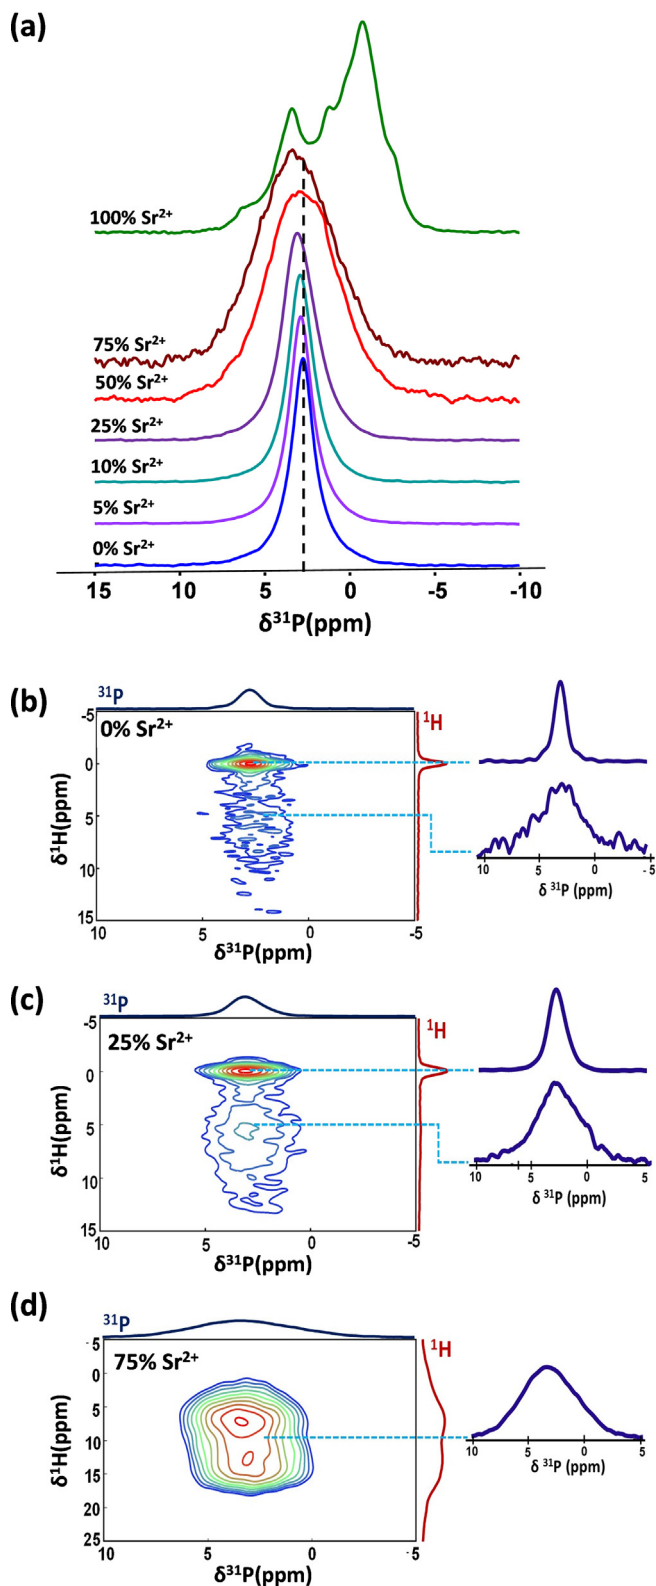 (a)
100% Sr²⁺
75% Sr²⁺
50% Sr²⁺
25% Sr²⁺
10% Sr²⁺
5% Sr²⁺
0% Sr²⁺
15 10 5 0 -5 -10
δ³¹P(ppm)
(b)
³¹P
¹H
0% Sr²⁺
-5
0
5
10
15
δ¹H(ppm)
10 5 0 -5
δ³¹P(ppm)
10 5 0 -5
δ ³¹P (ppm)
(c)
³¹P
¹H
25% Sr²⁺
-5
0
5
10
15
δ¹H(ppm)
10 5 0 -5
δ³¹P(ppm)
10 5 0 5
δ ³¹P (ppm)
(d)
³¹P
¹H
75% Sr²⁺
-5
0
5
10
15
20
25
δ¹H(ppm)
10 5 0 -5
δ³¹P(ppm)
10 5 0 5
δ ³¹P (ppm)